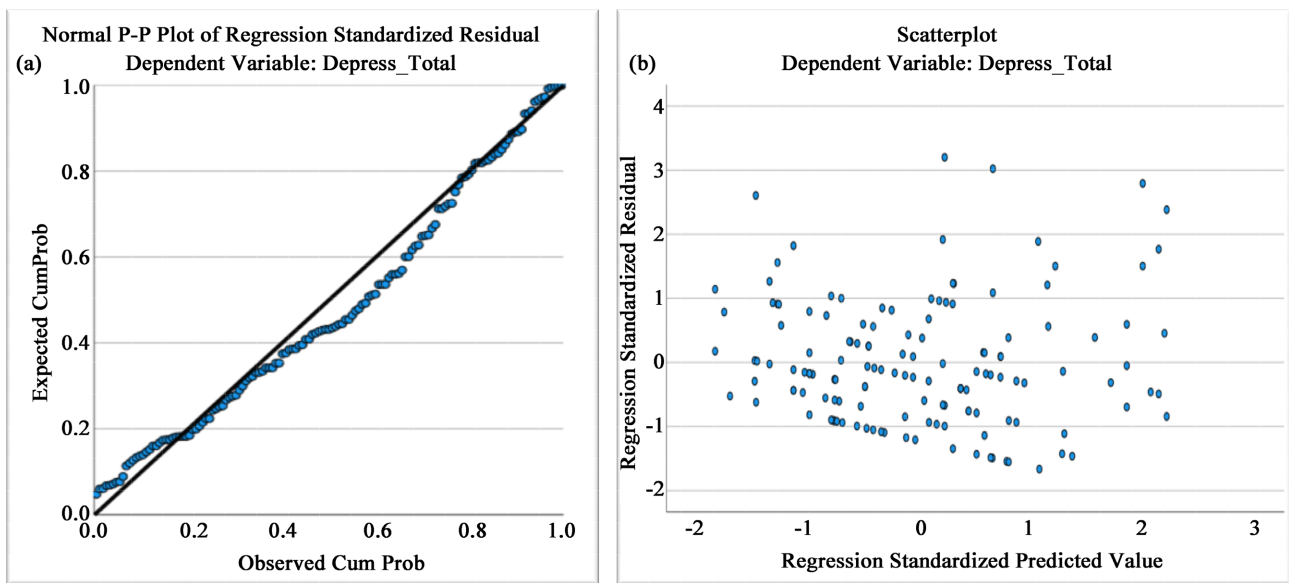 Normal P-P Plot of Regression Standardized Residual
(a) Dependent Variable: Depress_Total
1.0
0.8
0.6
0.4
0.2
0.0
Expected CumProb
0.0 0.2 0.4 0.6 0.8 1.0
Observed Cum Prob
Scatterplot
(b) Dependent Variable: Depress_Total
4
3
2
1
0
-1
-2
Regression Standardized Residual
-2 -1 0 1 2 3
Regression Standardized Predicted Value